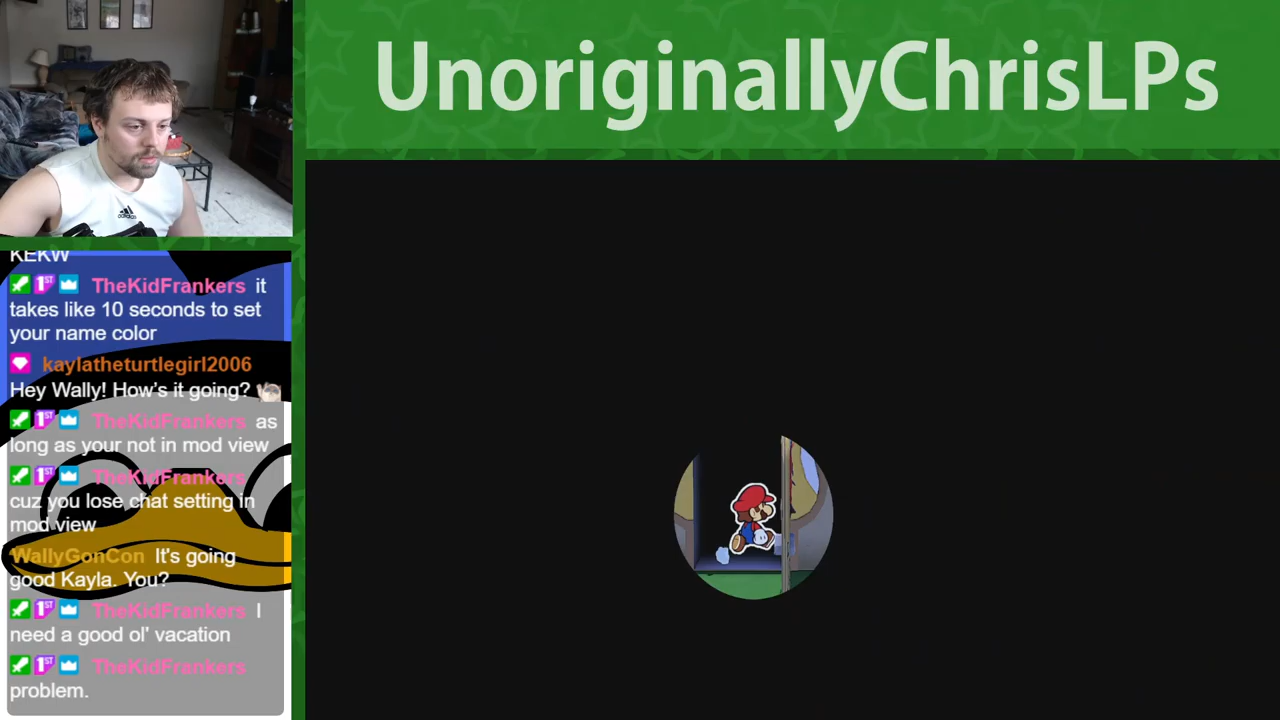 UnoriginallyChrisLPs
adidas
KEKW
TheKidFrankers it
takes like 10 seconds to set
your name color
kaylatheturtlegirl2006
Hey Wally! How's it going?
TheKidFrankers as
long as your not in mod view
TheKidFrankers
cuz you lose chat setting in
mod view
WallyGonCon It's going
good Kayla. You?
TheKidFrankers I
need a good ol' vacation
TheKidFrankers
problem.